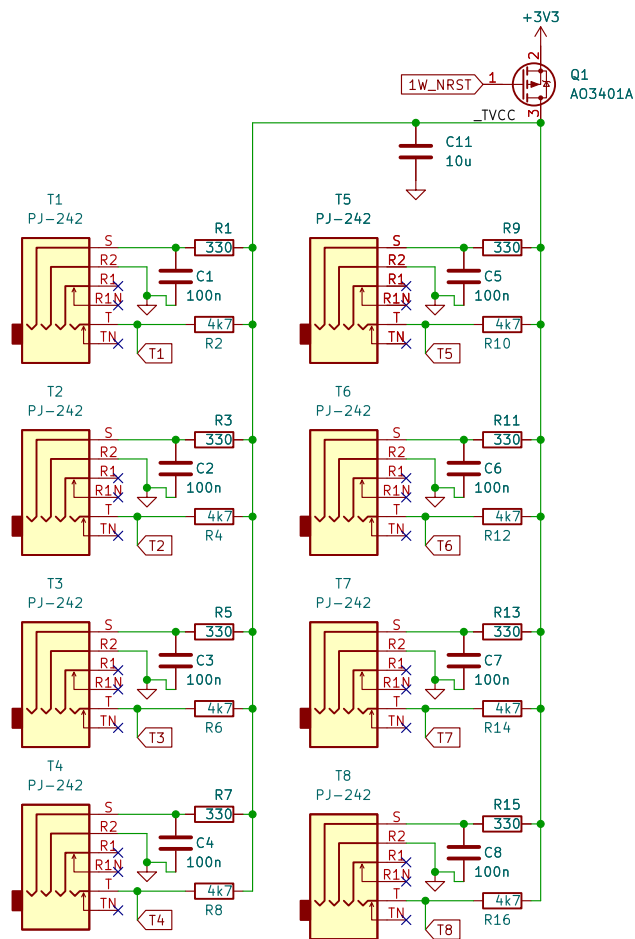 +3V3
2
1W_NRST
1
Q1
AO3401A
3
_TVCC
C11
10u
T1
PJ-242
S
R2
R1
R1N
T
TN
R1
330
C1
100n
4k7
R2
T1
T5
PJ-242
S
R2
R1
R1N
T
TN
R9
330
C5
100n
4k7
R10
T5
T2
PJ-242
S
R2
R1
R1N
T
TN
R3
330
C2
100n
4k7
R4
T2
T6
PJ-242
S
R2
R1
R1N
T
TN
R11
330
C6
100n
4k7
R12
T6
T3
PJ-242
S
R2
R1
R1N
T
TN
R5
330
C3
100n
4k7
R6
T3
T7
PJ-242
S
R2
R1
R1N
T
TN
R13
330
C7
100n
4k7
R14
T7
T4
PJ-242
S
R2
R1
R1N
T
TN
R7
330
C4
100n
4k7
R8
T4
T8
PJ-242
S
R2
R1
R1N
T
TN
R15
330
C8
100n
4k7
R16
T8